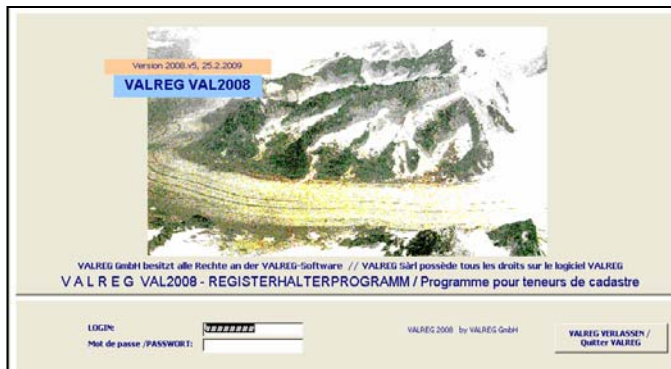 Version 2008.v5, 25.2.2009
VALREG VAL2008
VALREG GmbH besitzt alle Rechte an der VALREG-Software // VALREG Sàrl possède tous les droits sur le logiciel VALREG
VALREG VAL2008 - REGISTERHALTERPROGRAMM / Programme pour teneurs de cadastre
LOGIN:
Mot de passe /PASSWORT:
VALREG 2008 by VALREG GmbH
VALREG VERLASSEN /
Quitter VALREG